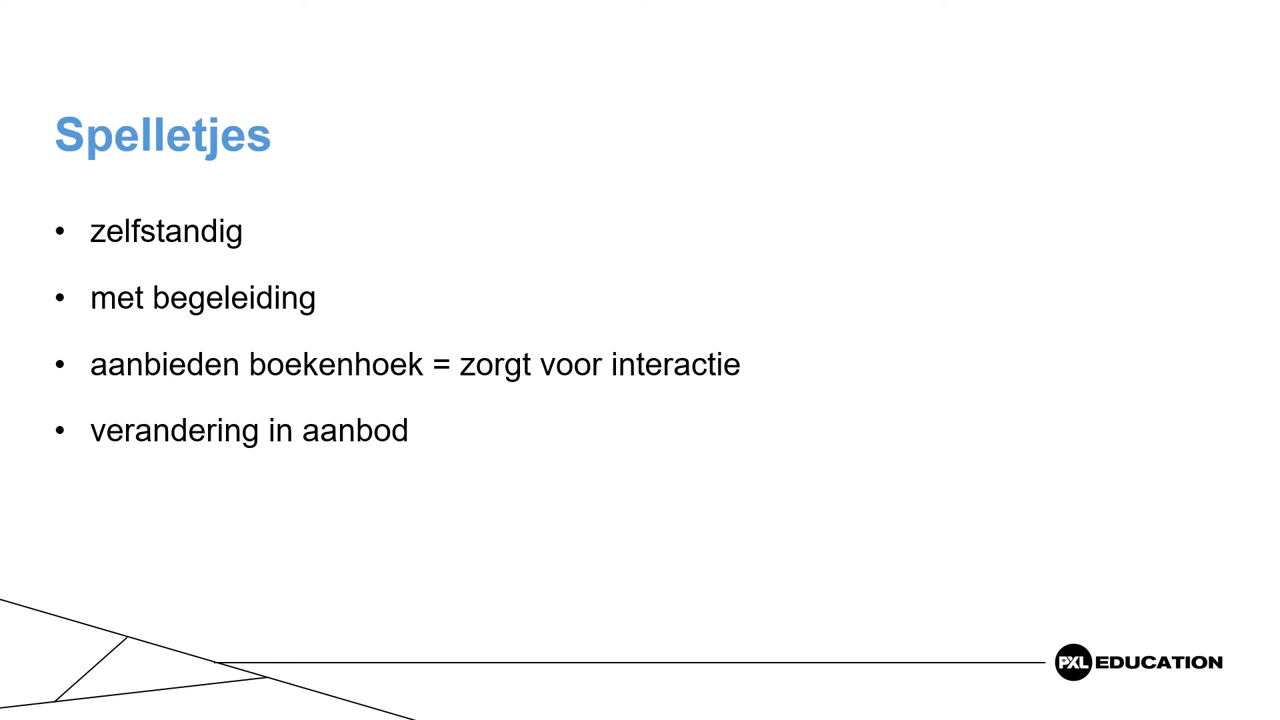 Spelletjes
• zelfstandig
• met begeleiding
• aanbieden boekenhoek = zorgt voor interactie
• verandering in aanbod
PXL EDUCATION